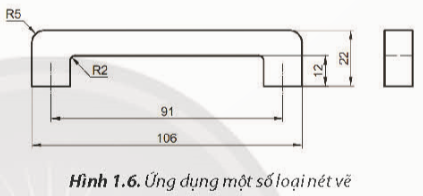 R5
R2
12
22
91
106
Hình 1.6. Ứng dụng một số loại nét vẽ